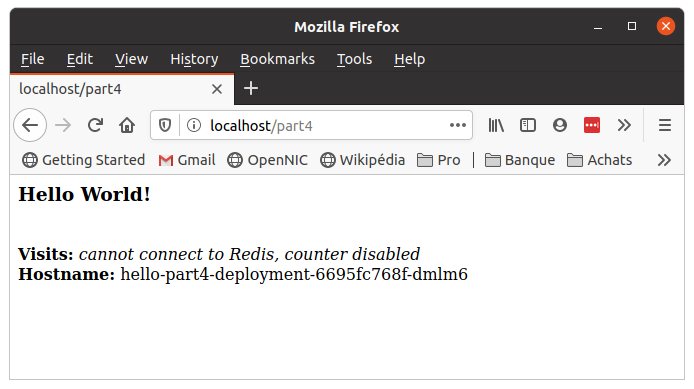 Mozilla Firefox
File Edit View History Bookmarks Tools Help
localhost/part4
localhost/part4
Getting Started Gmail OpenNIC Wikipédia Pro Banque Achats
Hello World!
Visits: cannot connect to Redis, counter disabled
Hostname: hello-part4-deployment-6695fc768f-dmlm6